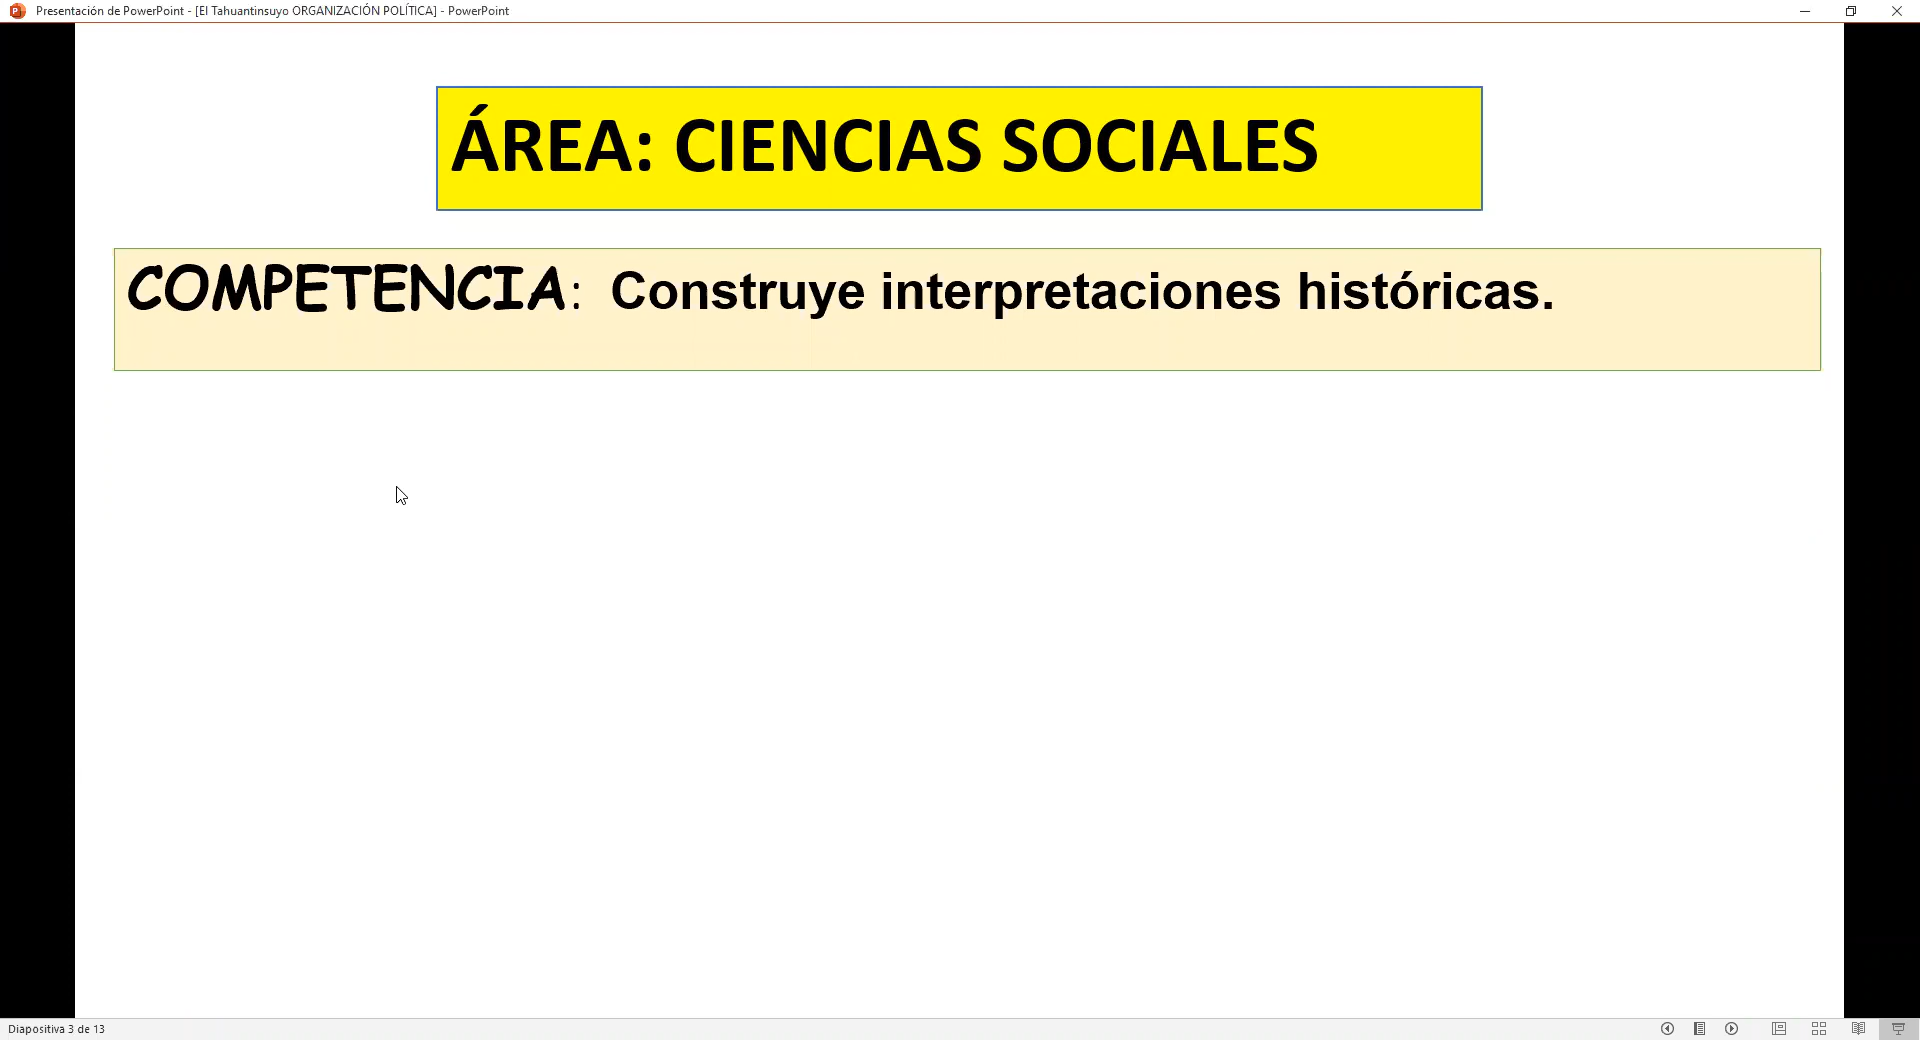 Presentación de PowerPoint - [El Tahuantinsuyo ORGANIZACIÓN POLÍTICA] - PowerPoint
ÁREA: CIENCIAS SOCIALES
COMPETENCIA: Construye interpretaciones históricas.
Diapositiva 3 de 13